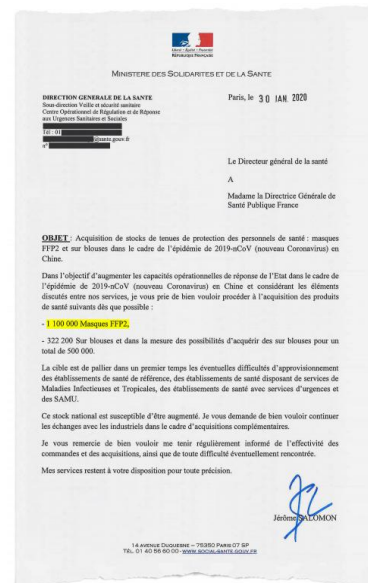 Liberté • Égalité • Fraternité
RÉPUBLIQUE FRANÇAISE
MINISTERE DES SOLIDARITES ET DE LA SANTE
DIRECTION GENERALE DE LA SANTE
Sous-direction Veille et sécurité sanitaire
Centre Opérationnel de Régulation et de Réponse
aux Urgences Sanitaires et Sociales
Tél : 01
@sante.gouv.fr
n°
Paris, le 30 JAN. 2020
Le Directeur général de la santé
A
Madame la Directrice Générale de
Santé Publique France
OBJET : Acquisition de stocks de tenues de protection des personnels de santé : masques
FFP2 et sur blouses dans le cadre de l'épidémie de 2019-nCoV (nouveau Coronavirus) en
Chine.
Dans l'objectif d'augmenter les capacités opérationnelles de réponse de l'Etat dans le cadre de
l'épidémie de 2019-nCoV (nouveau Coronavirus) en Chine et considérant les éléments
discutés entre nos services, je vous prie de bien vouloir procéder à l'acquisition des produits
de santé suivants dès que possible :
- 1 100 000 Masques FFP2,
- 322 200 Sur blouses et dans la mesure des possibilités d'acquérir des sur blouses pour un
total de 500 000.
La cible est de pallier dans un premier temps les éventuelles difficultés d'approvisionnement
des établissements de santé de référence, des établissements de santé disposant de services de
Maladies Infectieuses et Tropicales, des établissements de santé avec services d'urgences et
des SAMU.
Ce stock national est susceptible d'être augmenté. Je vous demande de bien vouloir continuer
les échanges avec les industriels dans le cadre d'acquisitions complémentaires.
Je vous remercie de bien vouloir me tenir régulièrement informé de l'effectivité des
commandes et des acquisitions, ainsi que de toute difficulté éventuellement rencontrée.
Mes services restent à votre disposition pour toute précision.
Jérôme SALOMON
14 AVENUE DUQUESNE – 75350 PARIS 07 SP
TÉL. 01 40 56 60 00 - WWW.SOCIAL-SANTE.GOUV.FR